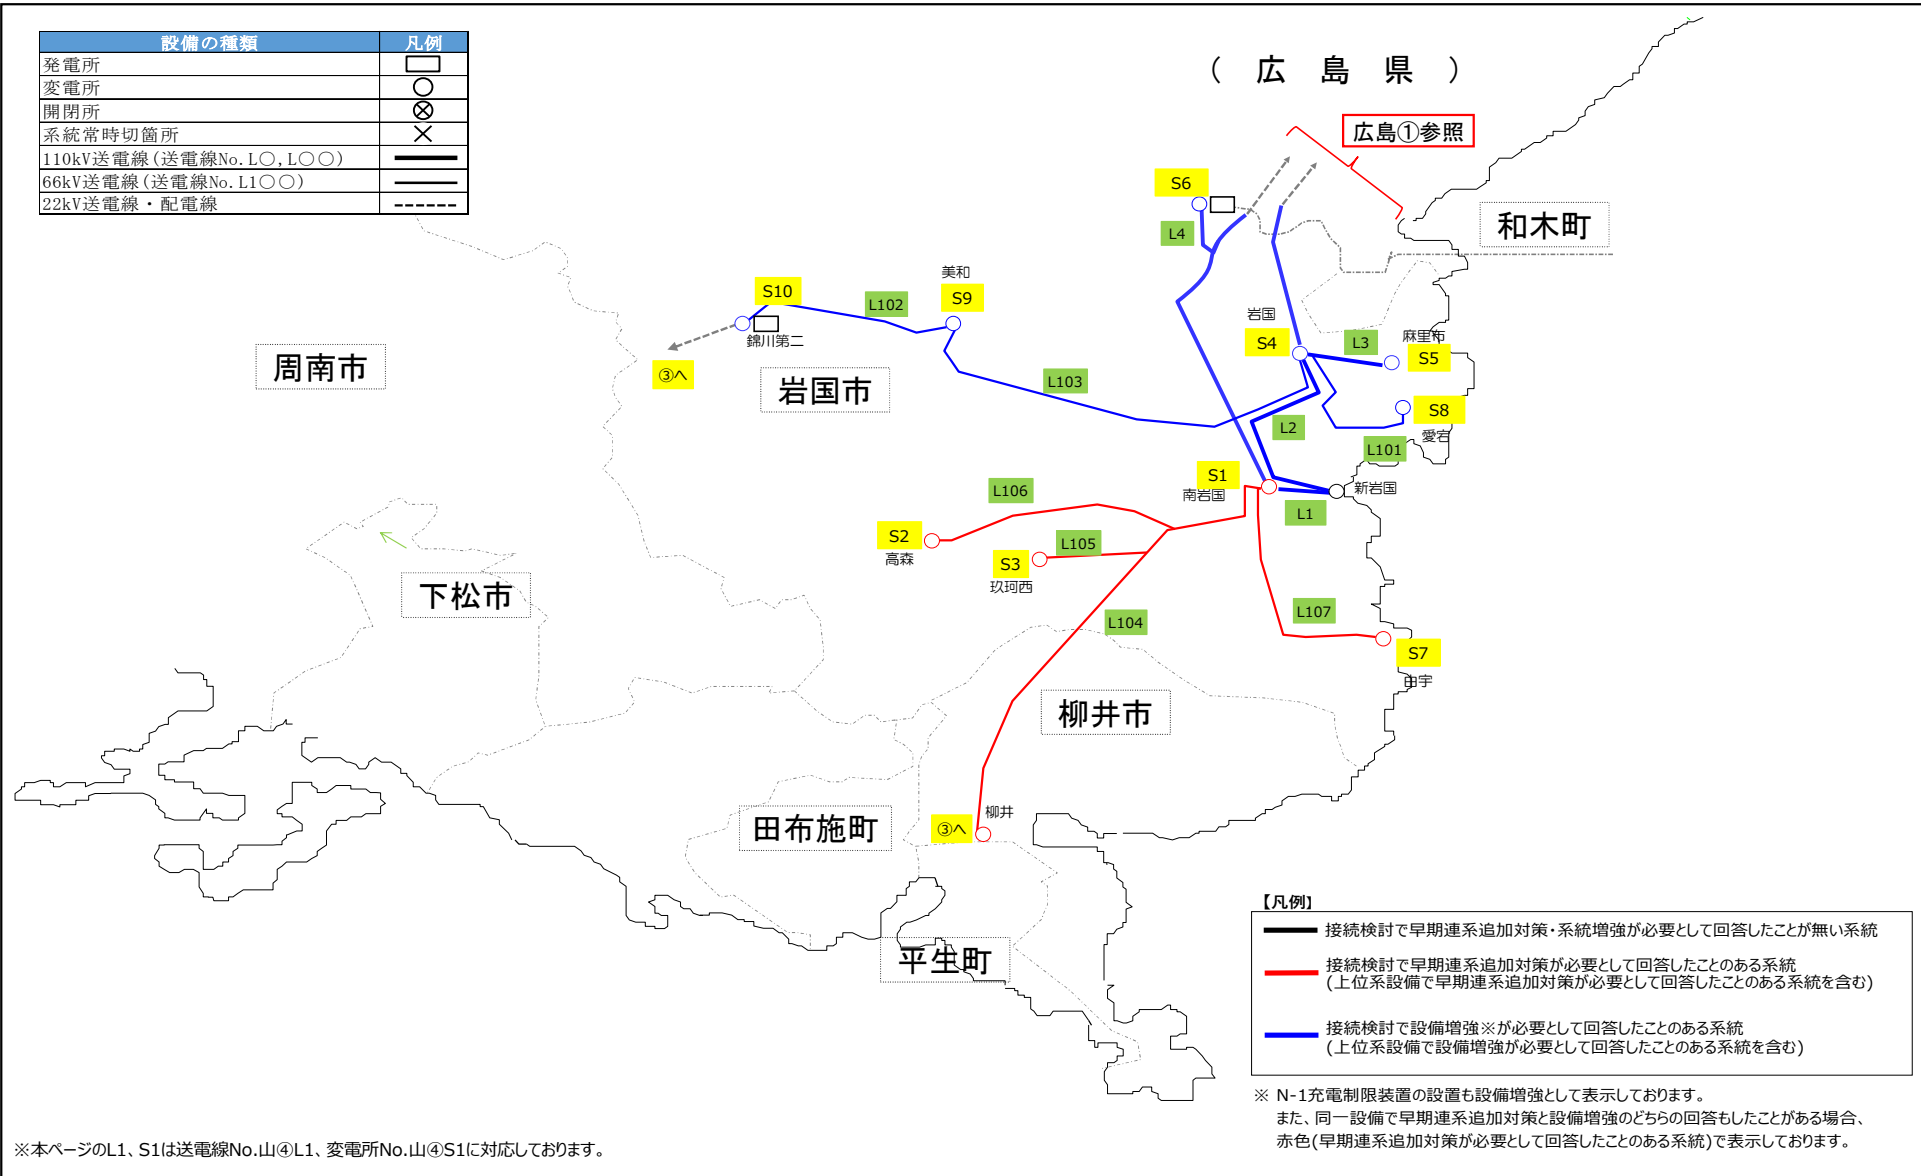 設備の種類 凡例
発電所
変電所
開閉所
系統常時切箇所
110kV送電線(送電線No.L〇,L〇〇)
66kV送電線(送電線No.L1〇〇)
22kV送電線・配電線
( 広 島 県 )
広島①参照
和木町
S6
L4
美和
S10
L102
S9
錦川第二
③へ
周南市
岩国市
岩国
S4
L3
麻里布
S5
L103
S8
愛宕
L2
L101
S1
南岩国
新岩国
L1
L106
S2
高森
L105
S3
玖珂西
下松市
L104
L107
S7
由宇
柳井市
田布施町
③へ
柳井
平生町
【凡例】
接続検討で早期連系追加対策・系統増強が必要として回答したことが無い系統
接続検討で早期連系追加対策が必要として回答したことのある系統
(上位系設備で早期連系追加対策が必要として回答したことのある系統を含む)
接続検討で設備増強※が必要として回答したことのある系統
(上位系設備で設備増強が必要として回答したことのある系統を含む)
※ N-1充電制限装置の設置も設備増強として表示しております。
また、同一設備で早期連系追加対策と設備増強のどちらの回答もしたことがある場合、
赤色(早期連系追加対策が必要として回答したことのある系統)で表示しております。
※本ページのL1、S1は送電線No.山④L1、変電所No.山④S1に対応しております。